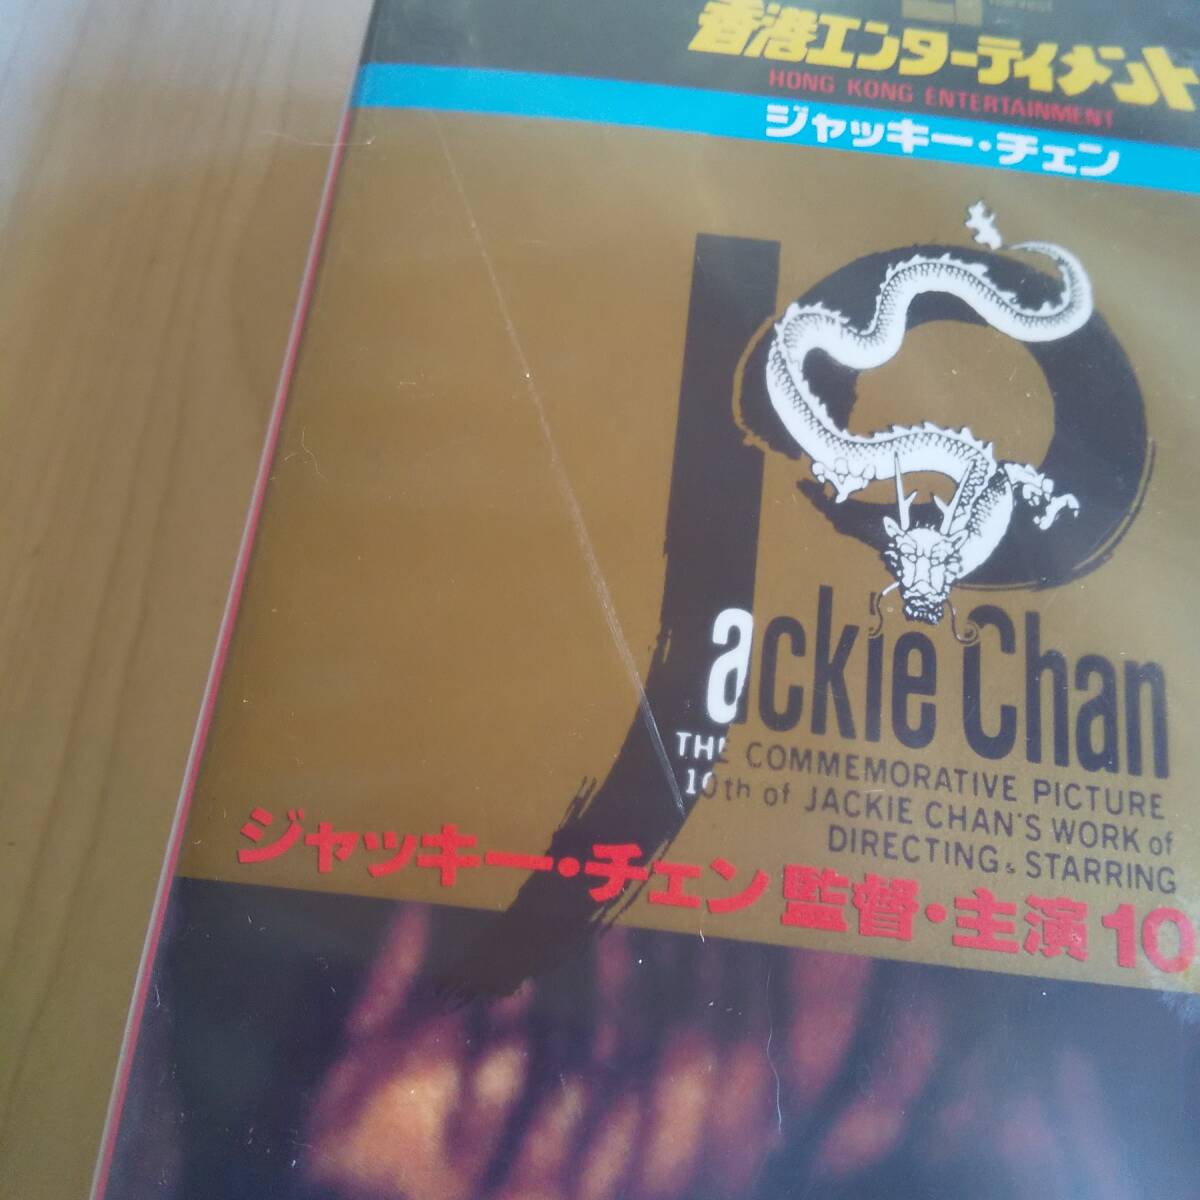 香港エンターテイメント
HONG KONG ENTERTAINMENT
ジャッキー・チェン
Jackie Chan
THE COMMEMORATIVE PICTURE
10th of JACKIE CHAN'S WORK of
DIRECTING & STARRING
ジャッキー・チェン監督・主演10